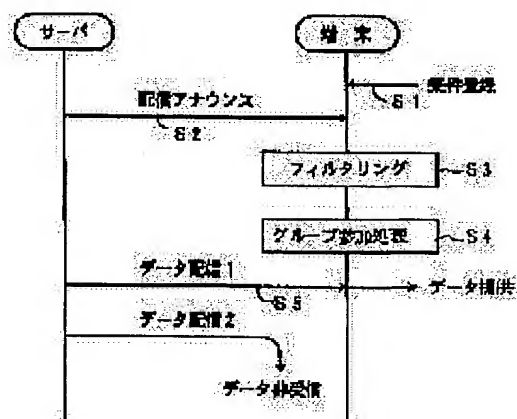 サーバ
端末
条件登録
S1
配信アナウンス
S2
フィルタリング
S3
グループ参加処理
S4
データ配信1
データ提供
S5
データ配信2
データ非受信